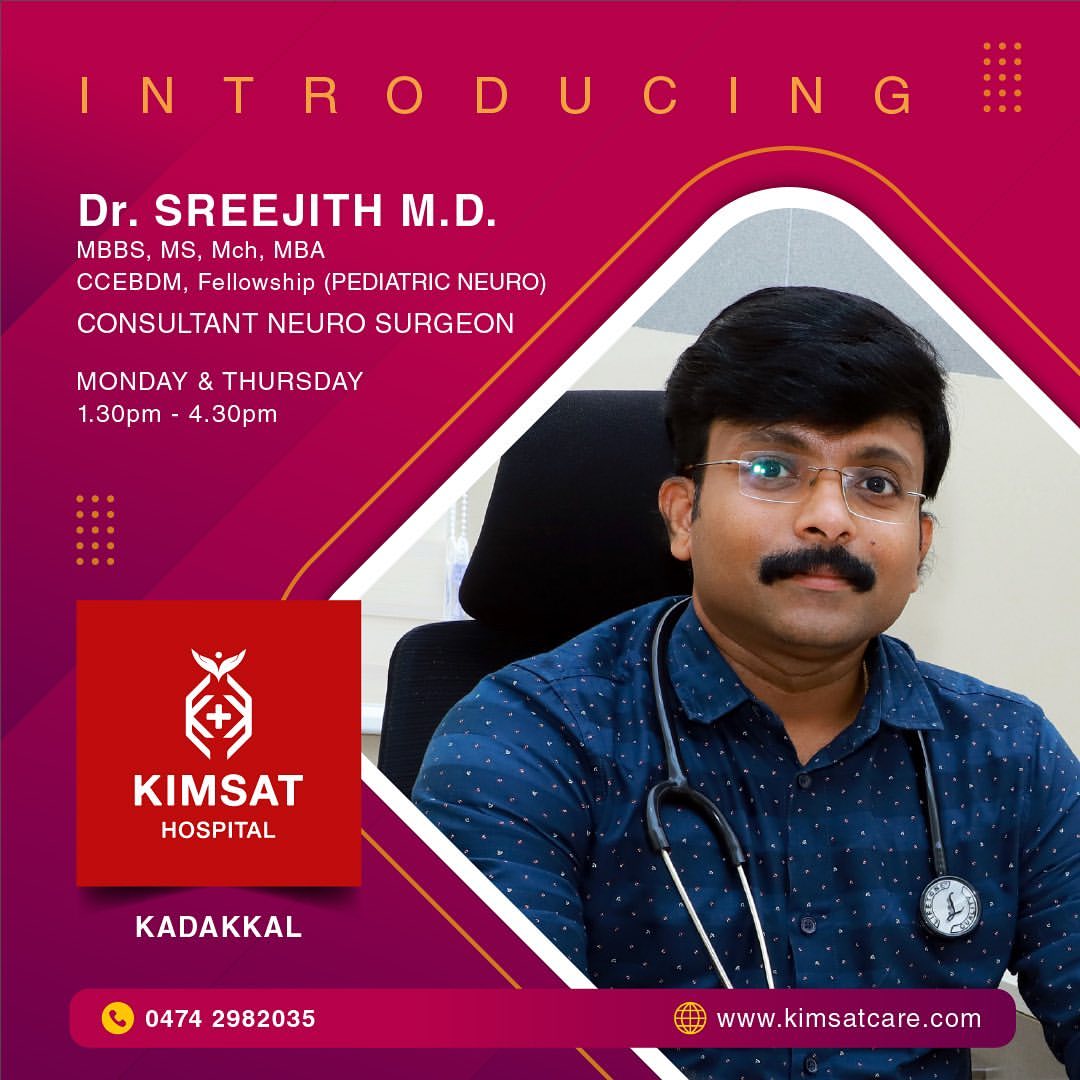 INTRODUCING
Dr. SREEJITH M.D.
MBBS, MS, Mch, MBA
CCEBDM, Fellowship (PEDIATRIC NEURO)
CONSULTANT NEURO SURGEON
MONDAY & THURSDAY
1.30pm - 4.30pm
KIMSAT
HOSPITAL
KADAKKAL
0474 2982035
www.kimsatcare.com